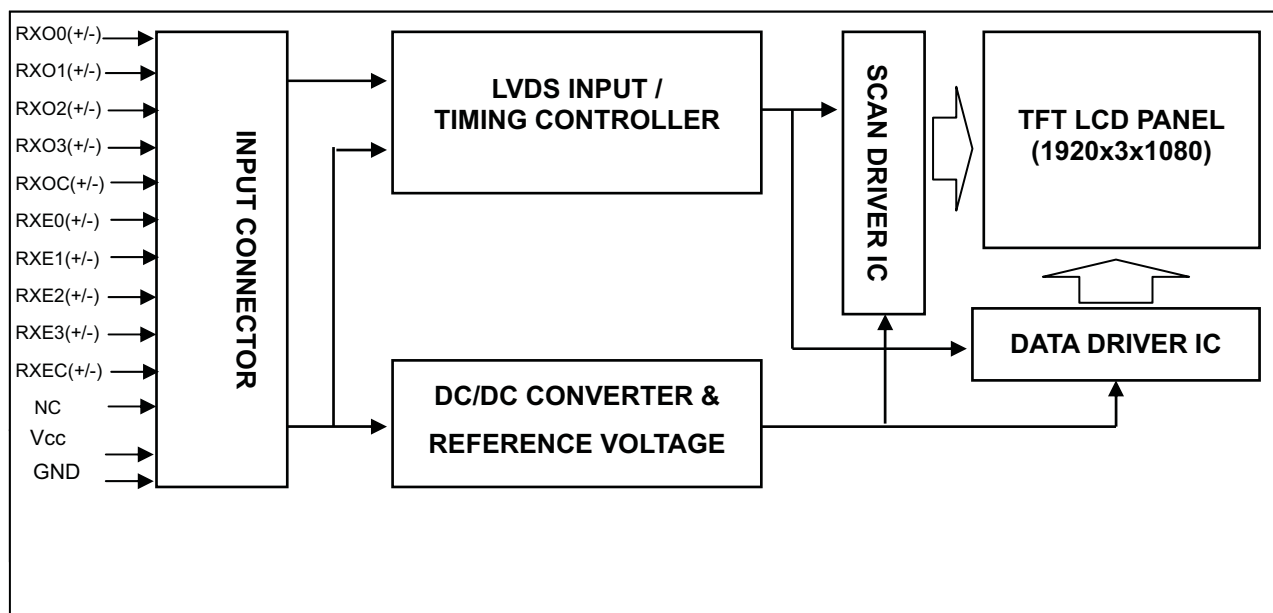 RXO0(+/-)
RXO1(+/-)
RXO2(+/-)
RXO3(+/-)
RXOC(+/-)
RXE0(+/-)
RXE1(+/-)
RXE2(+/-)
RXE3(+/-)
RXEC(+/-)
NC
Vcc
GND
INPUT CONNECTOR
LVDS INPUT /
TIMING CONTROLLER
DC/DC CONVERTER &
REFERENCE VOLTAGE
SCAN DRIVER IC
TFT LCD PANEL
(1920x3x1080)
DATA DRIVER IC